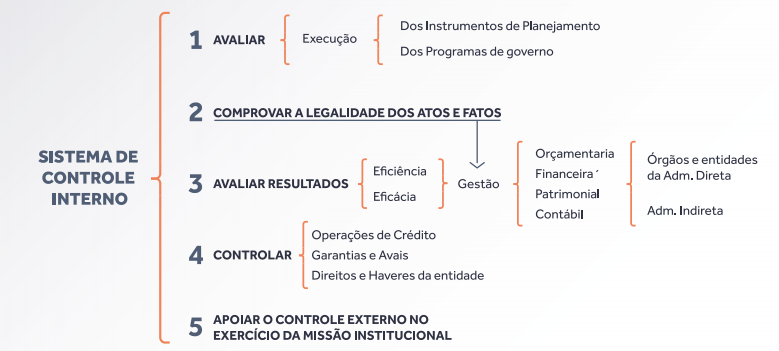 SISTEMA DE
CONTROLE
INTERNO
1 AVALIAR
Execução
Dos Instrumentos de Planejamento
Dos Programas de governo
2 COMPROVAR A LEGALIDADE DOS ATOS E FATOS
3 AVALIAR RESULTADOS
Eficiência
Eficácia
Gestão
Orçamentaria
Financeira´
Patrimonial
Contábil
Órgãos e entidades
da Adm. Direta
Adm. Indireta
4 CONTROLAR
Operações de Crédito
Garantias e Avais
Direitos e Haveres da entidade
5 APOIAR O CONTROLE EXTERNO NO
EXERCÍCIO DA MISSÃO INSTITUCIONAL